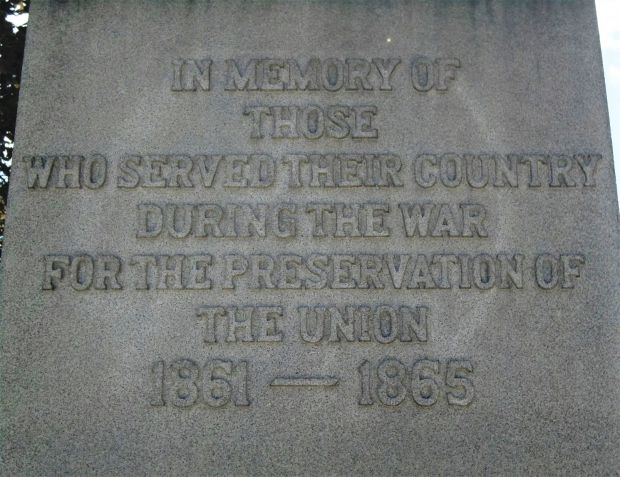 IN MEMORY OF
THOSE
WHO SERVED THEIR COUNTRY
DURING THE WAR
FOR THE PRESERVATION OF
THE UNION
1861 — 1865